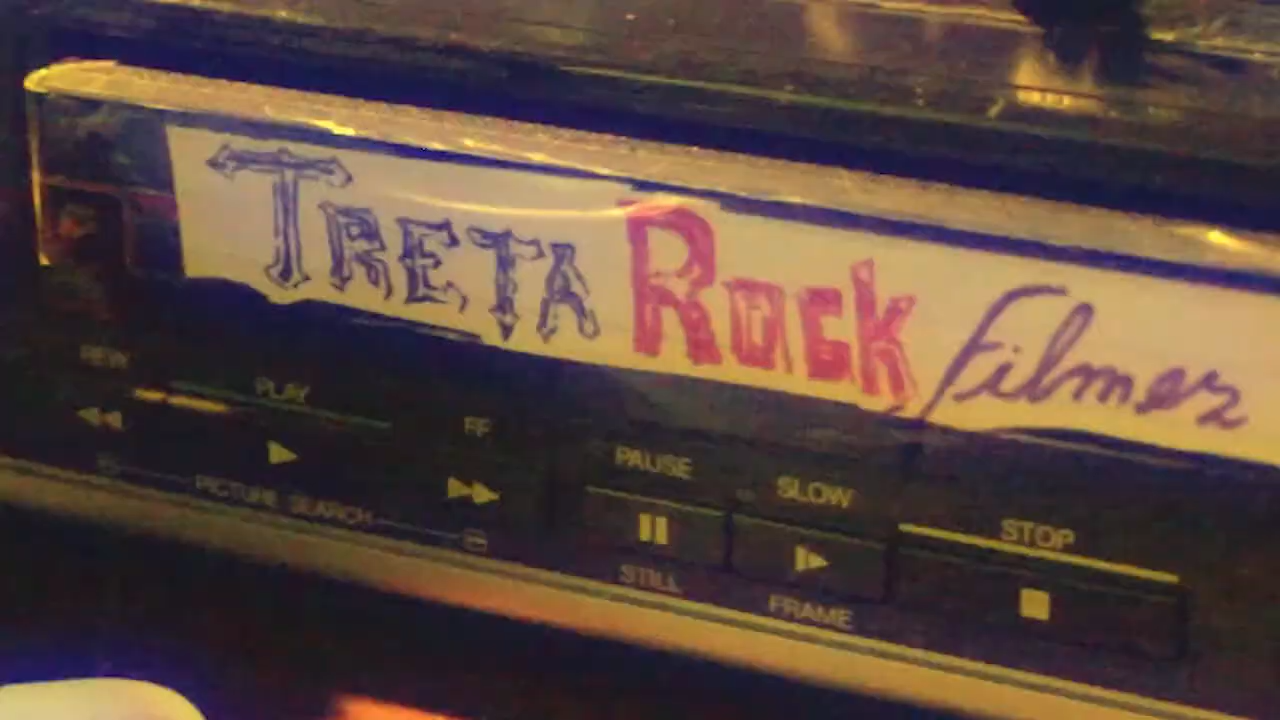 TRETA Rock Filmes
REW PLAY FF PAUSE SLOW STOP
PICTURE SEARCH STILL FRAME